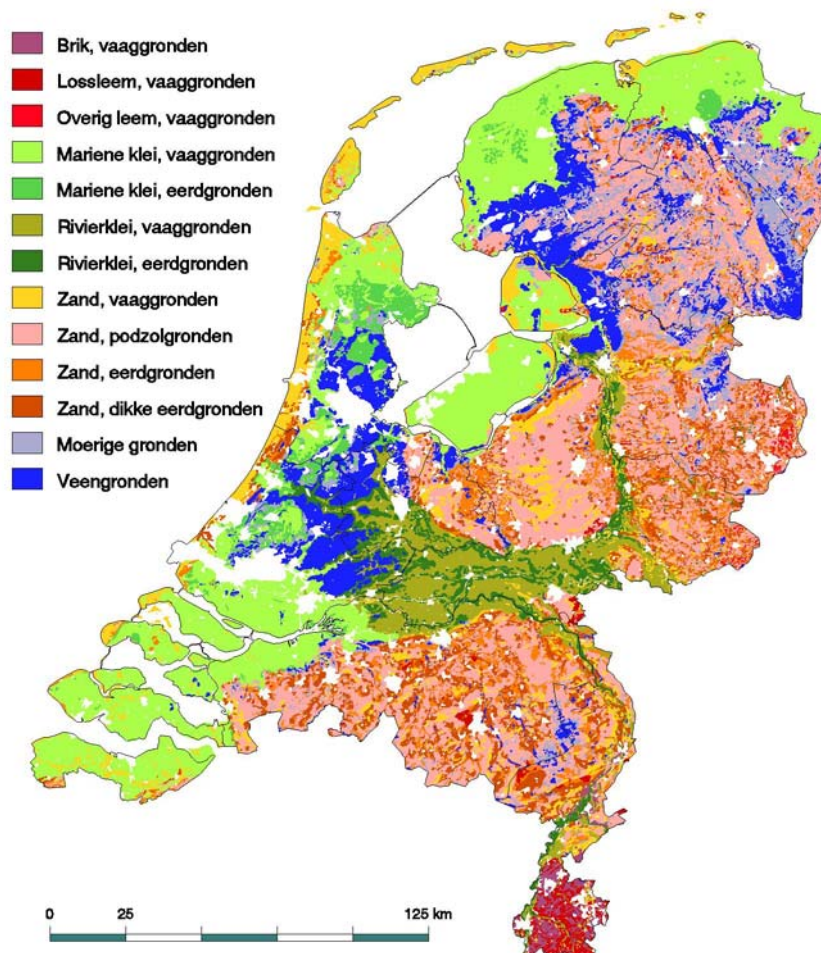 Brik, vaaggronden
Lossleem, vaaggronden
Overig leem, vaaggronden
Mariene klei, vaaggronden
Mariene klei, eerdgronden
Rivierklei, vaaggronden
Rivierklei, eerdgronden
Zand, vaaggronden
Zand, podzolgronden
Zand, eerdgronden
Zand, dikke eerdgronden
Moerige gronden
Veengronden
0 25 125 km